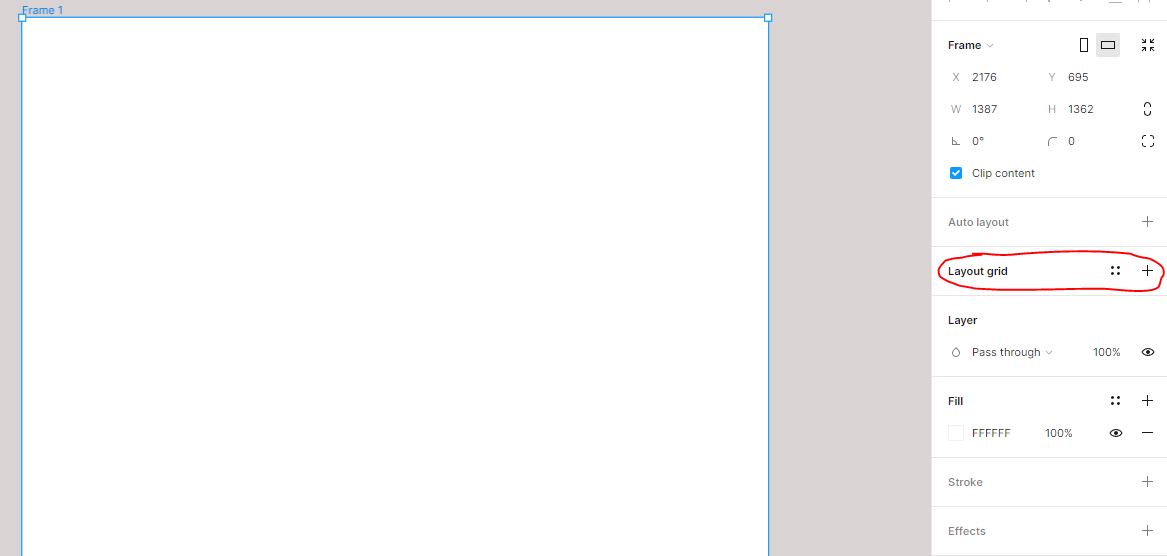 Frame 1
Frame
X 2176 Y 695
W 1387 H 1362
0° 0
Clip content
Auto layout
Layout grid
Layer
Pass through 100%
Fill
FFFFFF 100%
Stroke
Effects